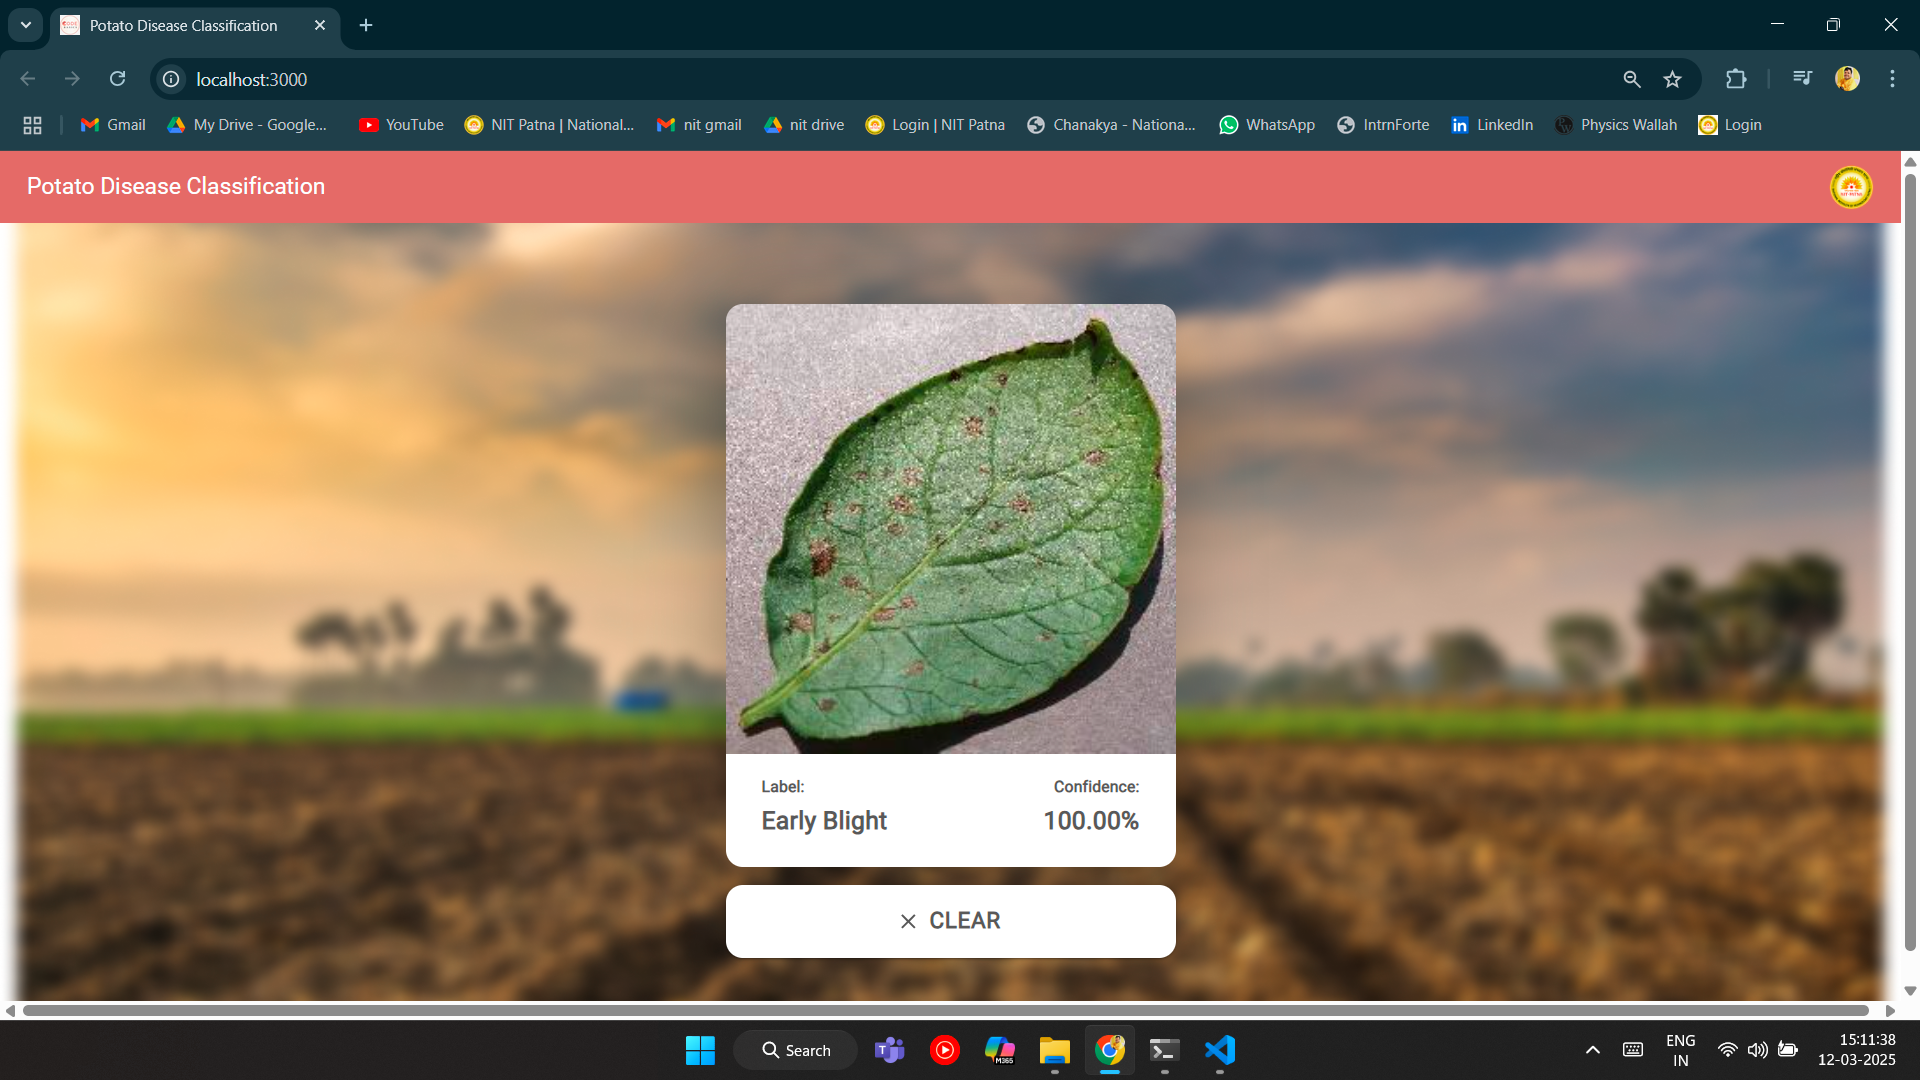 Potato Disease Classification
localhost:3000
Gmail
My Drive - Google...
YouTube
NIT Patna | National...
nit gmail
nit drive
Login | NIT Patna
Chanakya - Nationa...
WhatsApp
IntrnForte
LinkedIn
Physics Wallah
Login
Potato Disease Classification
Label:
Confidence:
Early Blight
100.00%
CLEAR
Search
M365
ENG
IN
15:11:38
12-03-2025